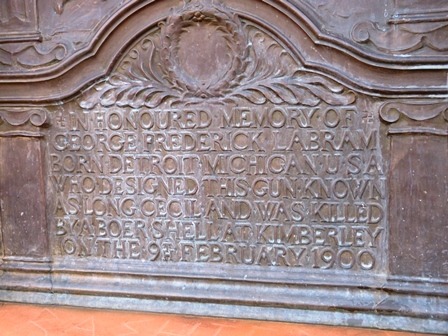 IN HONOURED MEMORY OF
GEORGE FREDERICK LABRAM
BORN DETROIT MICHIGAN U.S.A
WHO DESIGNED THIS GUN KNOWN
AS LONG CECIL AND WAS KILLED
BY A BOER SHELL AT KIMBERLEY
ON THE 9TH FEBRUARY 1900